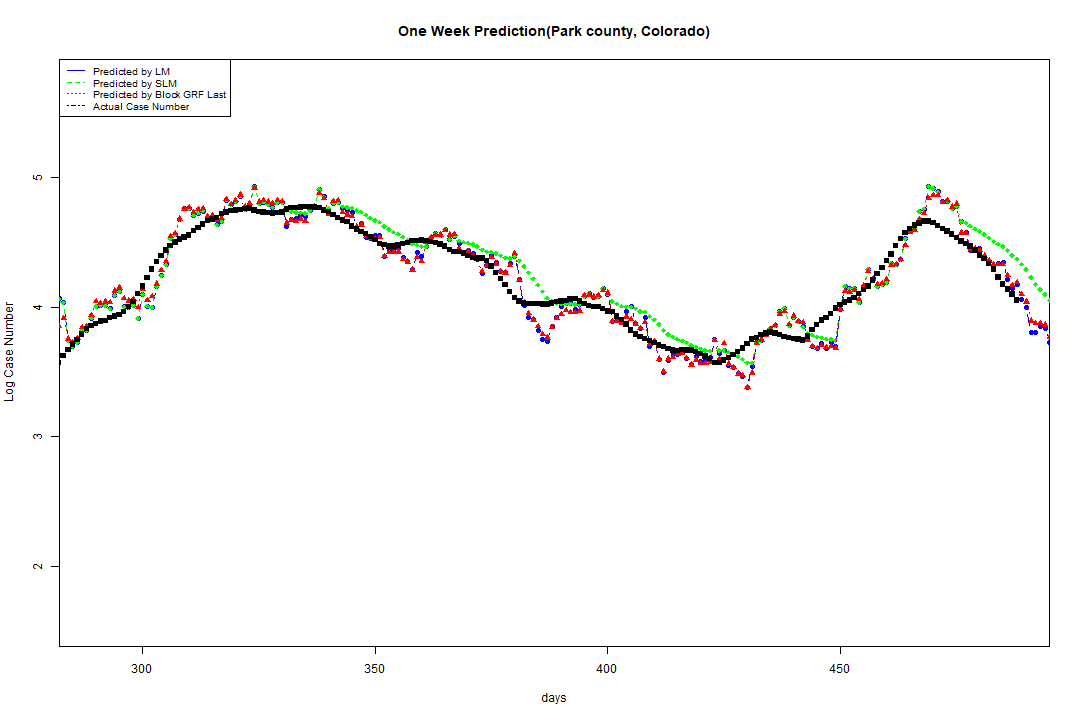 One Week Prediction(Park county, Colorado)
Predicted by LM
Predicted by SLM
Predicted by Block GRF Last
Actual Case Number
5
4
3
2
Log Case Number
300
350
400
450
days